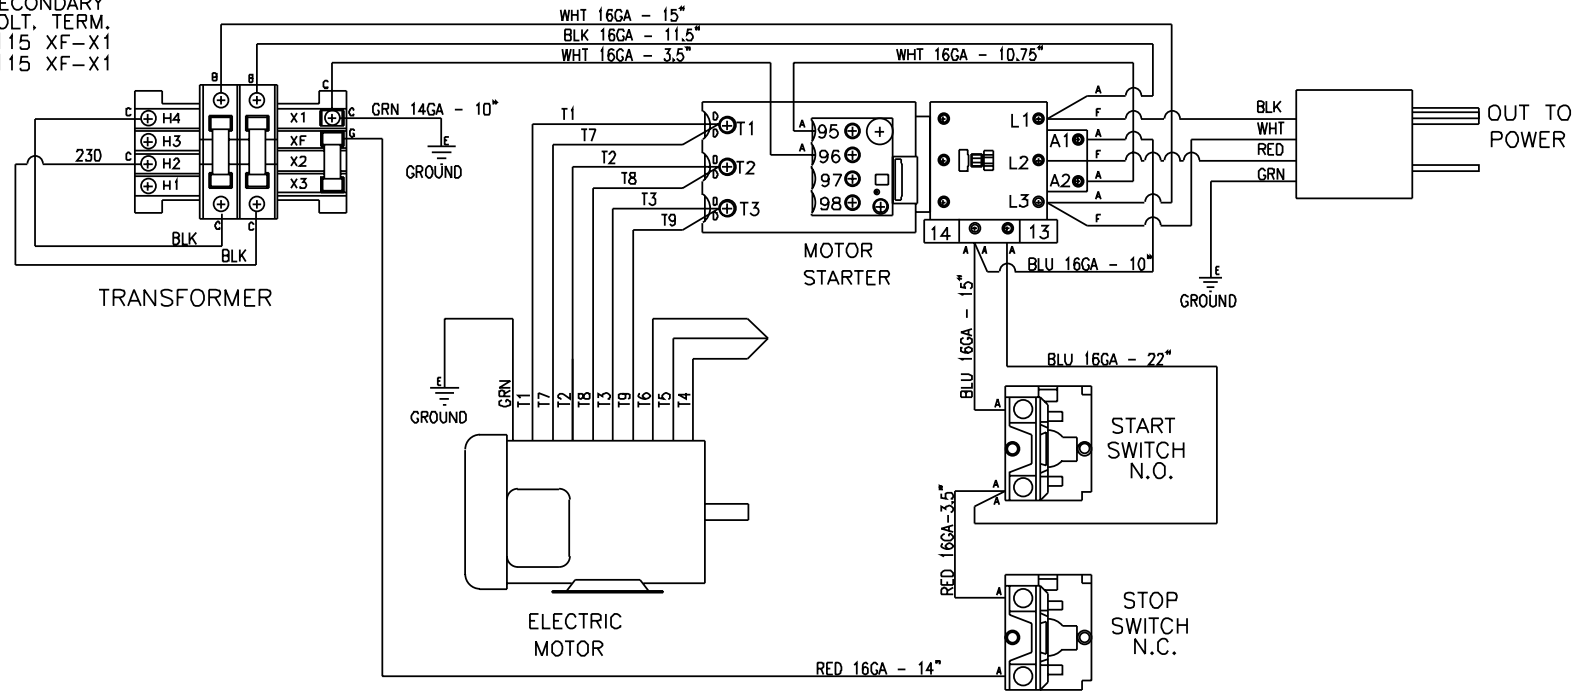 VOLT. TERM.
115 XF-X1
115 XF-X1
WHT 16GA - 15"
BLK 16GA - 11.5"
WHT 16GA - 3.5"
WHT 16GA - 10.75"
B
B
C
C
H4
H3
H2
H1
X1
XF
X2
X3
C
G
C
230
C
C
BLK
BLK
GRN 14GA - 10"
E
GROUND
TRANSFORMER
T1
T7
T2
T8
T3
T9
D
D
T1
D
D
T2
D
D
T3
A
95
A
96
97
98
MOTOR
STARTER
L1
L2
L3
A1
A2
A
F
A
F
A
A
F
14
13
A
A
A
BLU 16GA - 10"
BLK
WHT
RED
GRN
OUT TO
POWER
E
GROUND
BLU 16GA - 15"
BLU 16GA - 22"
E
GROUND
GRN
T1
T7
T2
T8
T3
T9
T6
T5
T4
ELECTRIC
MOTOR
A
START
SWITCH
N.O.
A
A
RED 16GA-3.5"
A
STOP
SWITCH
N.C.
A
RED 16GA - 14"